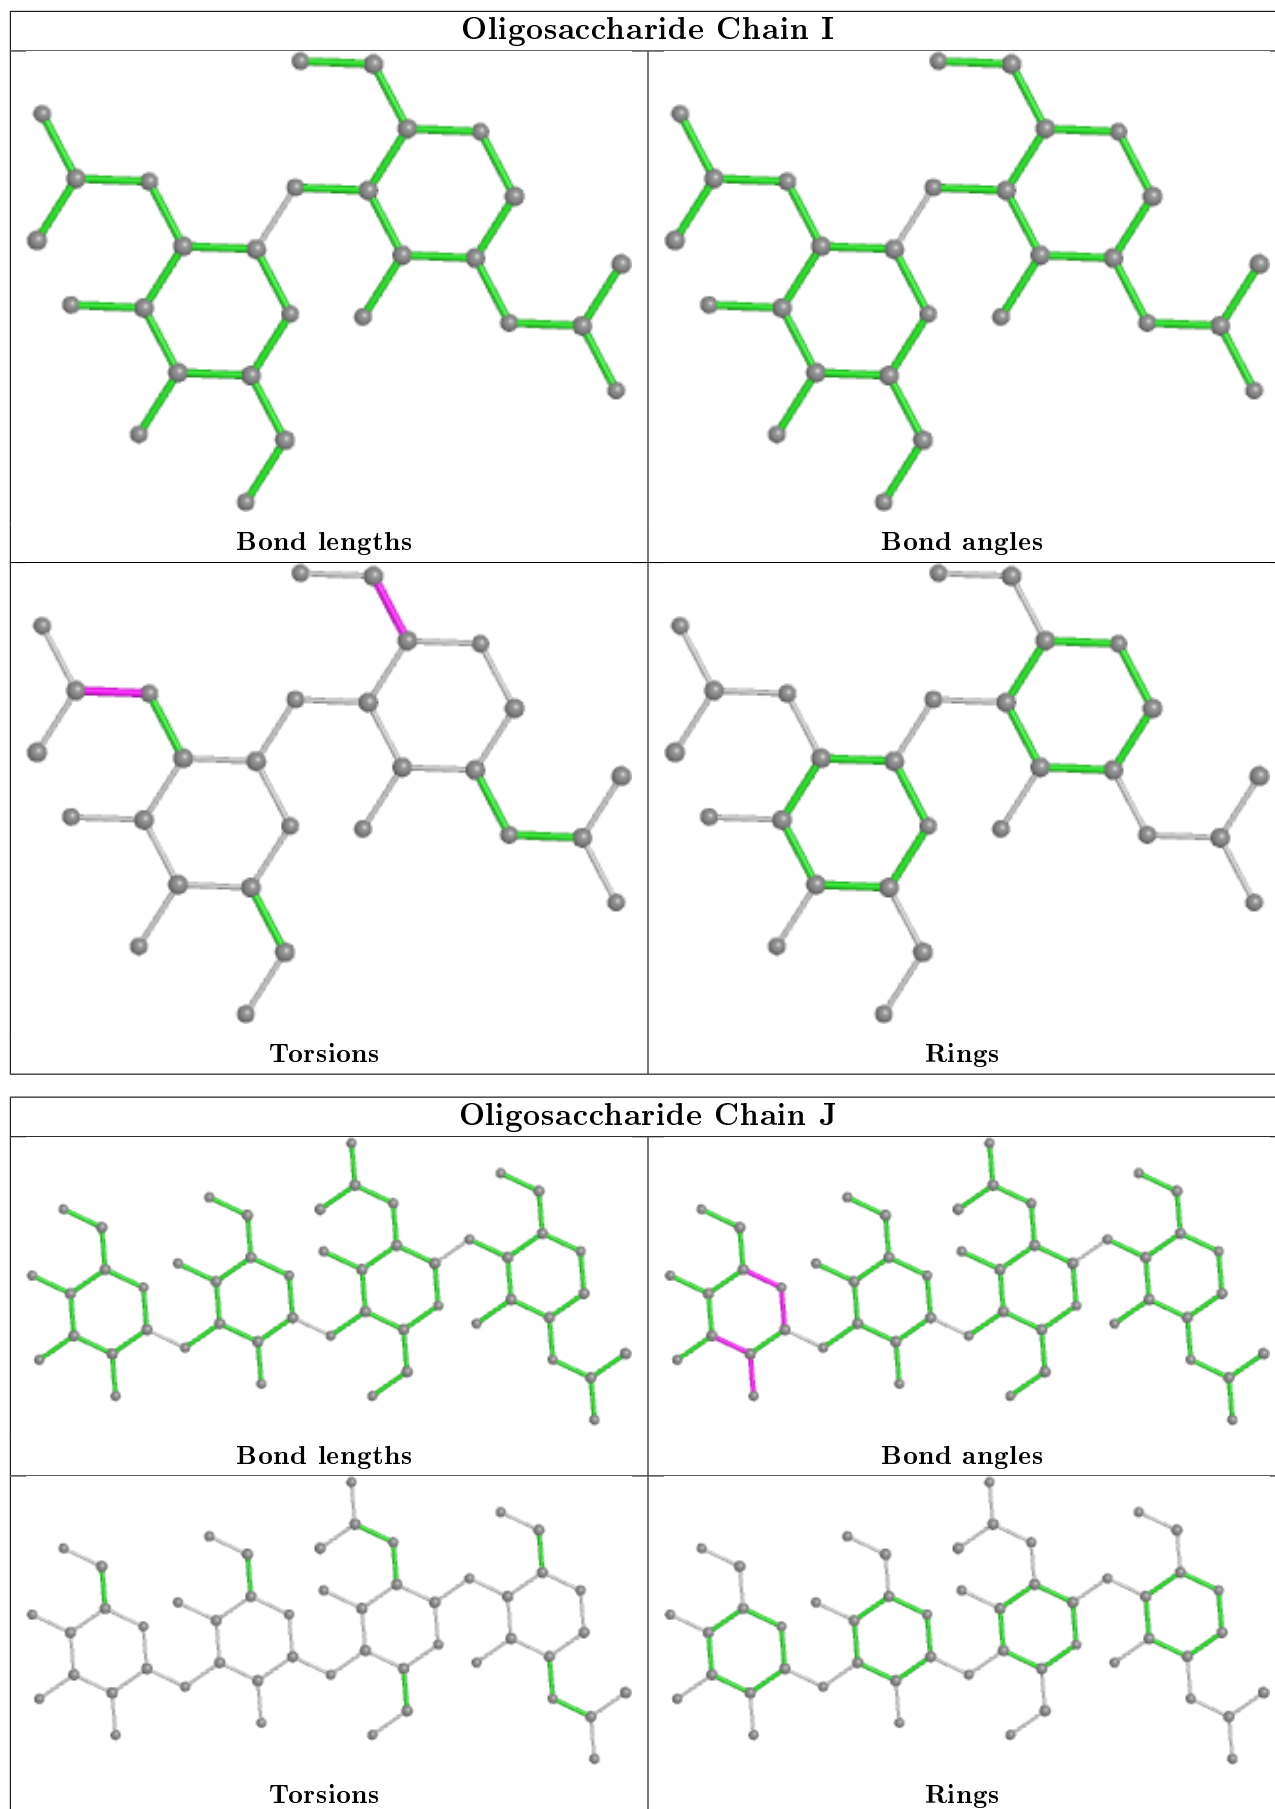 Oligosaccharide Chain I
Bond lengths
Bond angles
Torsions
Rings
Oligosaccharide Chain J
Bond lengths
Bond angles
Torsions
Rings